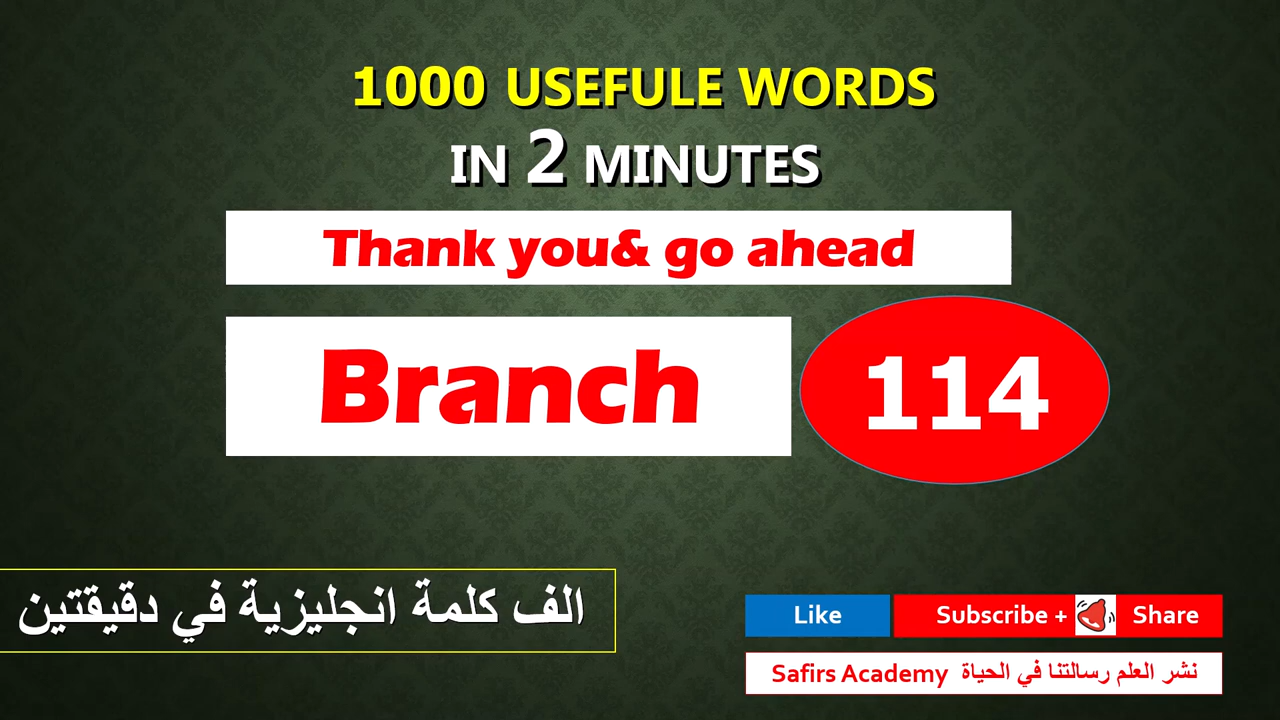 1000 USEFULE WORDS
IN 2 MINUTES
Thank you& go ahead
Branch
114
الف كلمة انجليزية في دقيقتين
Like
Subscribe +
Share
Safirs Academy نشر العلم رسالتنا في الحياة